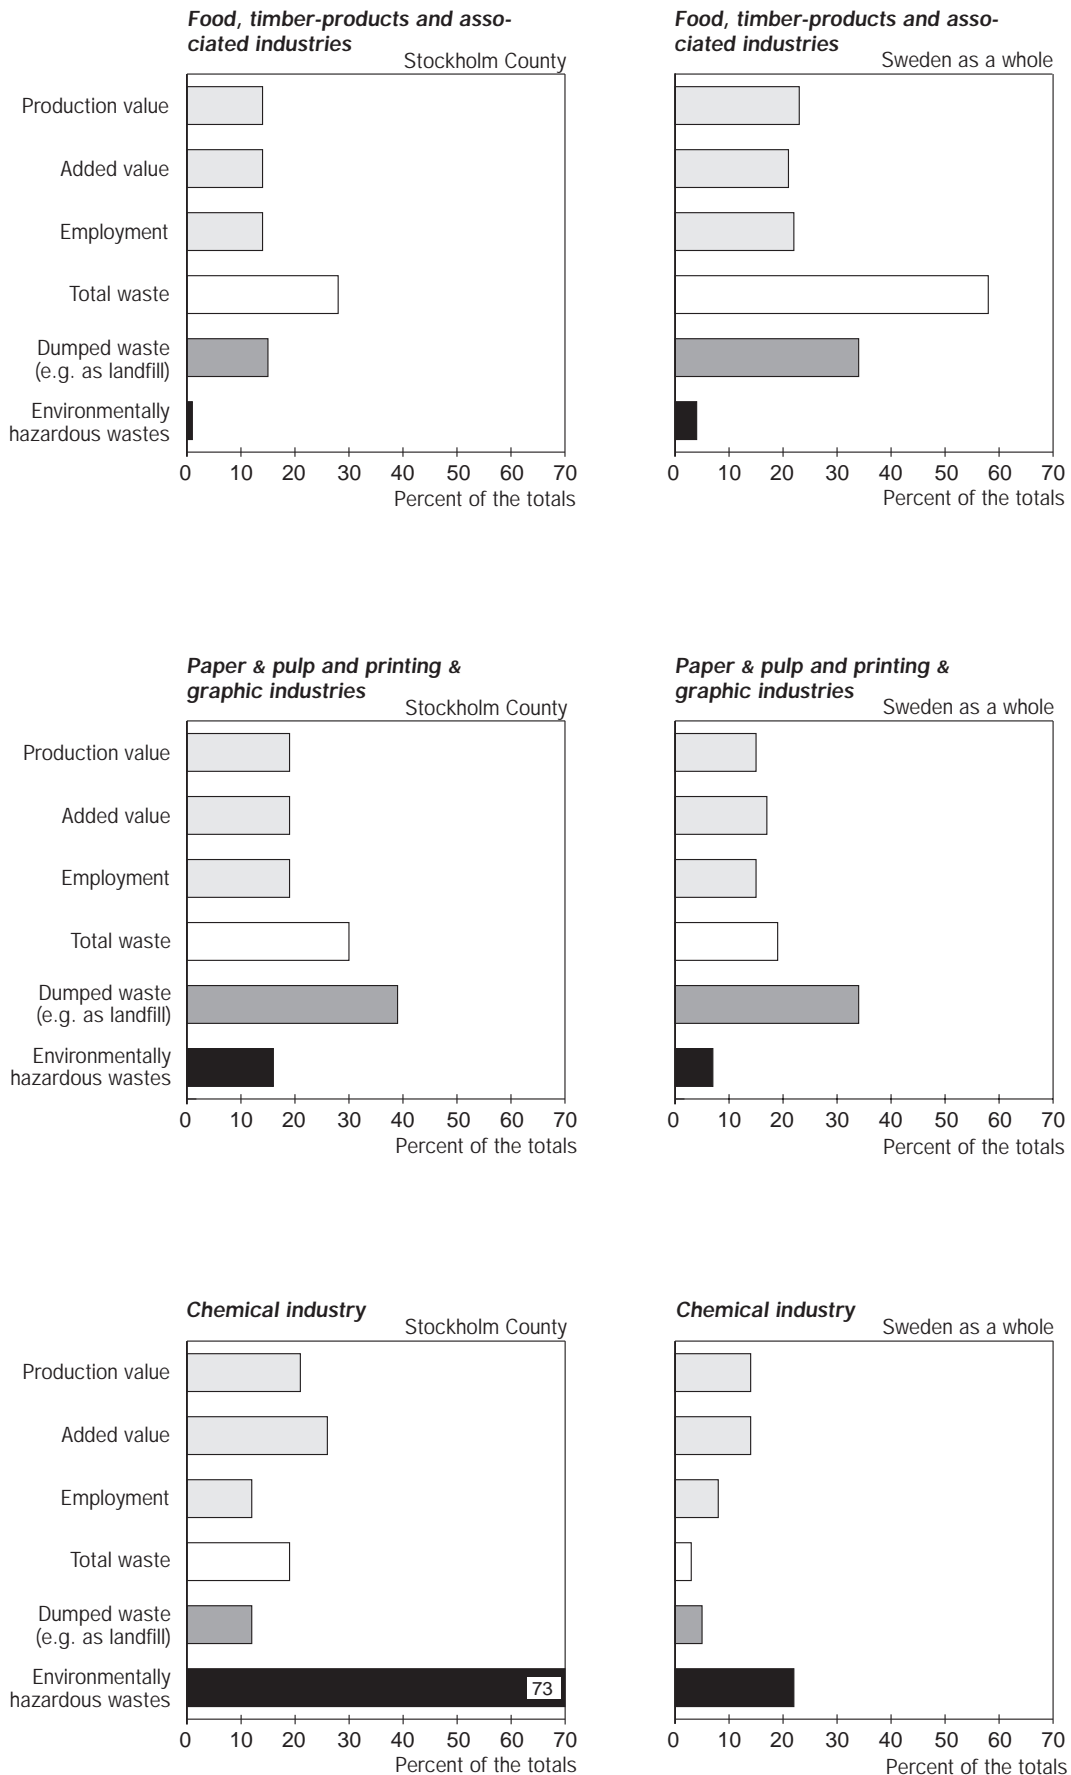 Food, timber-products and asso-
ciated industries
Stockholm County
Production value
Added value
Employment
Total waste
Dumped waste
(e.g. as landfill)
Environmentally
hazardous wastes
0 10 20 30 40 50 60 70
Percent of the totals
Food, timber-products and asso-
ciated industries
Sweden as a whole
0 10 20 30 40 50 60 70
Percent of the totals
Paper & pulp and printing &
graphic industries
Stockholm County
Production value
Added value
Employment
Total waste
Dumped waste
(e.g. as landfill)
Environmentally
hazardous wastes
0 10 20 30 40 50 60 70
Percent of the totals
Paper & pulp and printing &
graphic industries
Sweden as a whole
0 10 20 30 40 50 60 70
Percent of the totals
Chemical industry
Stockholm County
Production value
Added value
Employment
Total waste
Dumped waste
(e.g. as landfill)
Environmentally
hazardous wastes
73
0 10 20 30 40 50 60 70
Percent of the totals
Chemical industry
Sweden as a whole
0 10 20 30 40 50 60 70
Percent of the totals